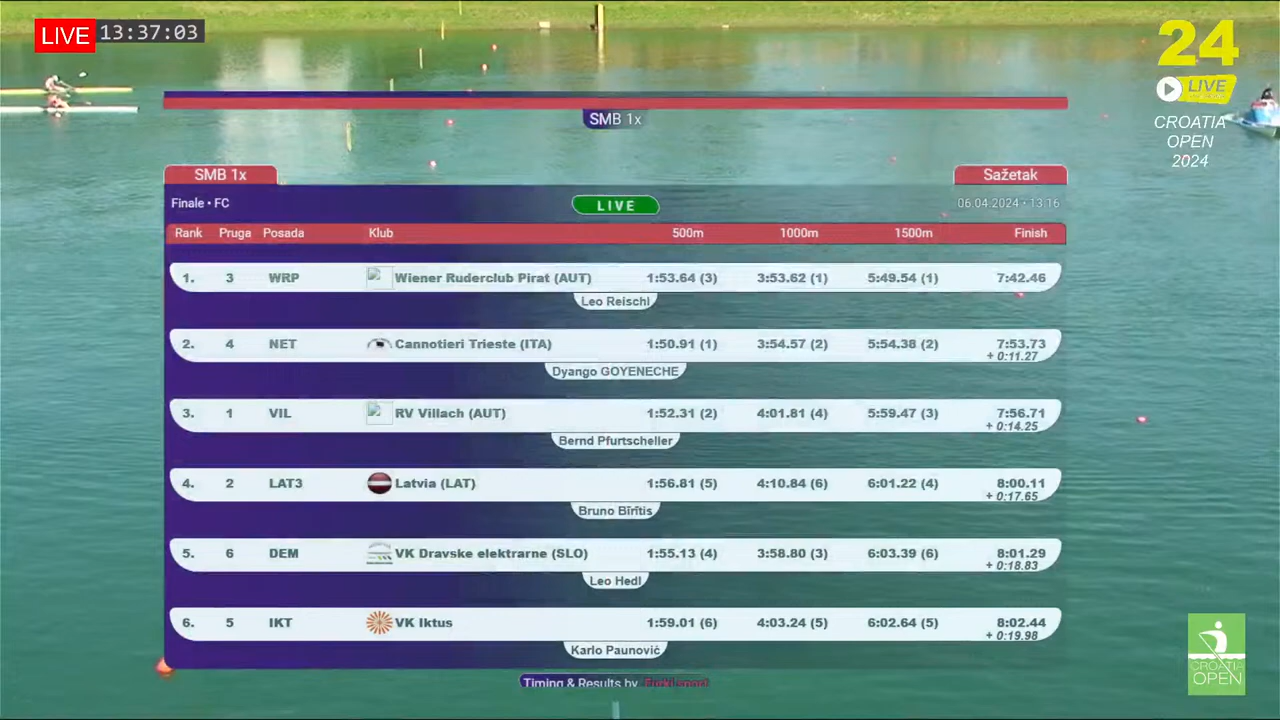 LIVE 13:37:03
24
LIVE
CROATIA
OPEN
2024
SMB 1x
SMB 1x Sažetak
Finale • FC LIVE 06.04.2024 • 13:16
Rank Pruga Posada Klub 500m 1000m 1500m Finish
1. 3 WRP Wiener Ruderclub Pirat (AUT) 1:53.64 (3) 3:53.62 (1) 5:49.54 (1) 7:42.46
Leo Reischl
2. 4 NET Cannotieri Trieste (ITA) 1:50.91 (1) 3:54.57 (2) 5:54.38 (2) 7:53.73
+ 0:11.27
Dyango GOYENECHE
3. 1 VIL RV Villach (AUT) 1:52.31 (2) 4:01.81 (4) 5:59.47 (3) 7:56.71
+ 0:14.25
Bernd Pfurtscheller
4. 2 LAT3 Latvia (LAT) 1:56.81 (5) 4:10.84 (6) 6:01.22 (4) 8:00.11
+ 0:17.65
Bruno Bīrītis
5. 6 DEM VK Dravske elektrarne (SLO) 1:55.13 (4) 3:58.80 (3) 6:03.39 (6) 8:01.29
+ 0:18.83
Leo Hedl
6. 5 IKT VK Iktus 1:59.01 (6) 4:03.24 (5) 6:02.64 (5) 8:02.44
+ 0:19.98
Karlo Paunović
Timing & Results by
CROATIA
OPEN